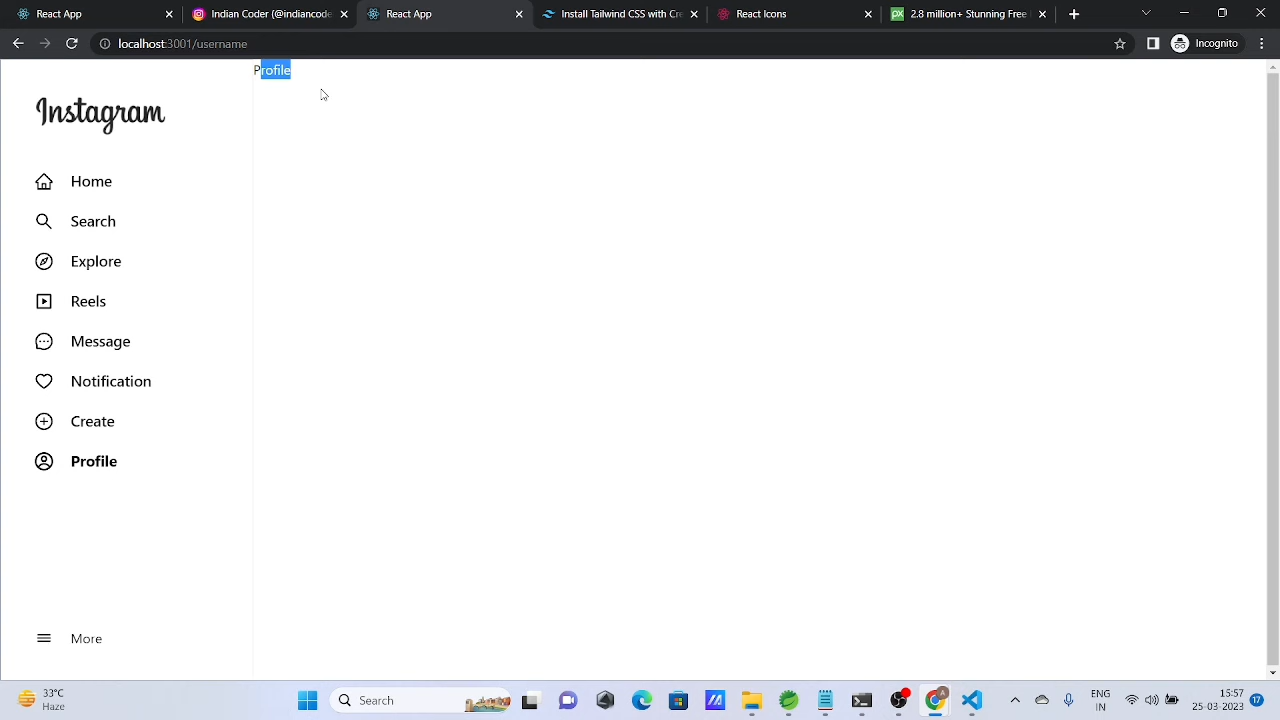 React App
Indian Coder (@indiancode
React App
Install Tailwind CSS with Cre
React Icons
2.8 million+ Stunning Free
localhost:3001/username
Incognito
Profile
Instagram
Home
Search
Explore
Reels
Message
Notification
Create
Profile
More
33°C
Haze
Search
ENG
IN
15:57
25-03-2023
17